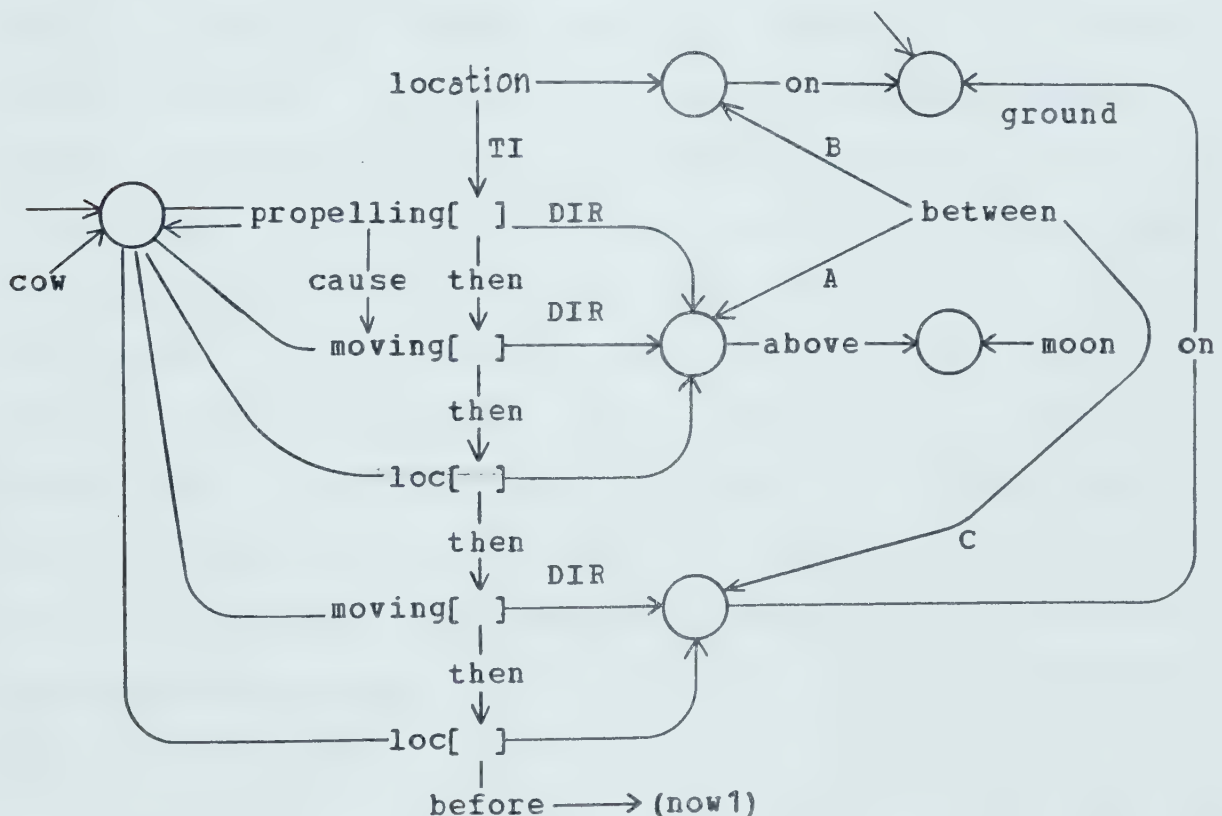 location on
ground
TI B
propelling[ ] DIR between
cow cause then A
DIR
moving[ ] above moon on
then
loc[ ]
then C
DIR
moving[ ]
then
loc[ ]
before (now1)